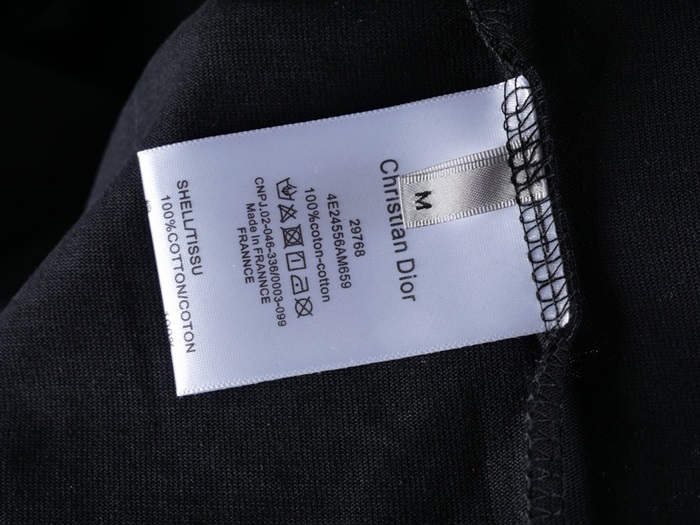 Christian Dior
M
29768
4E24556AM659
100%coton-cotton
CNPJ.02-046-336/0003-099
Made In FRANNCE
FRANNCE
SHELL/TISSU
100%COTTON/COTON